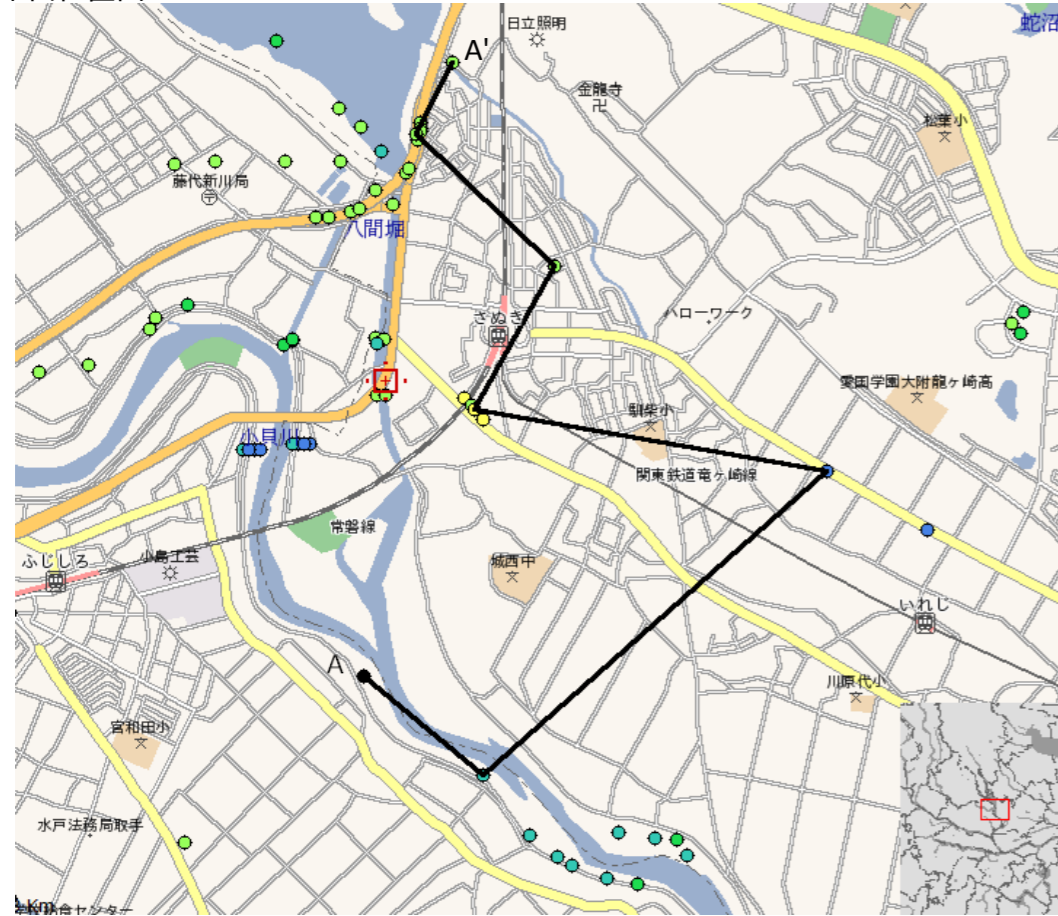 日立照明
蛇沼
A'
金龍寺
松葉小
藤代新川局
八間堀
さぬき
ハローワーク
愛国学園大附龍ヶ崎高
馴柴小
小貝川
関東鉄道竜ヶ崎線
常磐線
城西中
ふじしろ
小島工芸
いれじ
A
川原代小
宮和田小
水戸法務局取手
Km